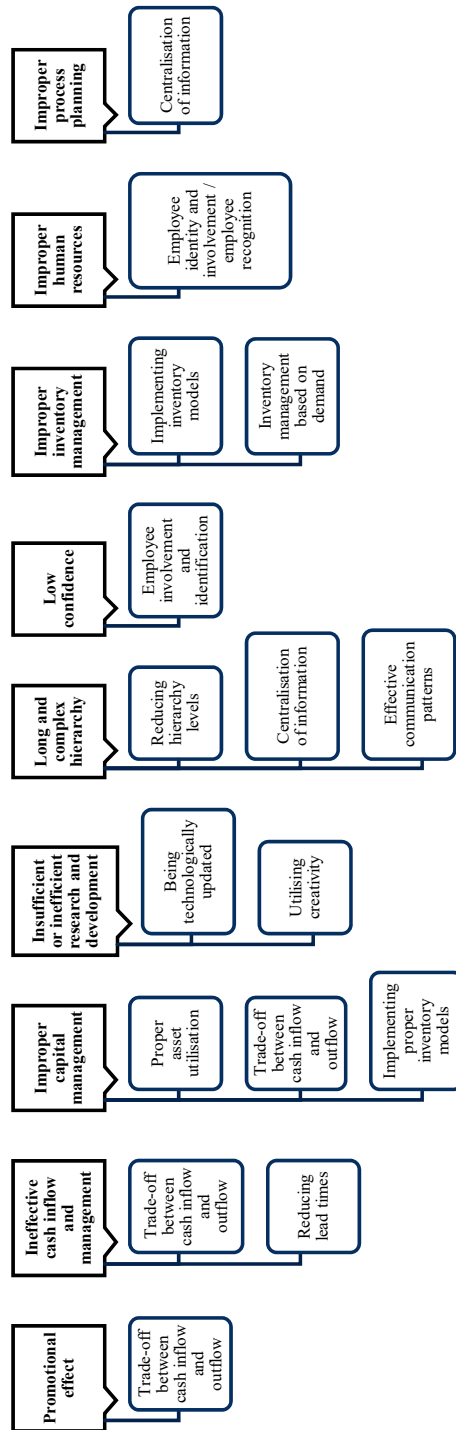 Promotional
effect
Trade-off
between
cash inflow
and
outflow
Ineffective
cash inflow
and
management
Trade-off
between
cash inflow
and
outflow
Reducing
lead times
Improper
capital
management
Proper
asset
utilisation
Trade-off
between
cash inflow
and
outflow
Implementing
proper
inventory
models
Insufficient
or inefficient
research and
development
Being
technologically
updated
Utilising
creativity
Long and
complex
hierarchy
Reducing
hierarchy
levels
Centralisation
of information
Effective
communication
patterns
Low
confidence
Employee
involvement
and
identification
Improper
inventory
management
Implementing
inventory
models
Inventory
management
based on
demand
Improper
human
resources
Employee
identity and
involvement /
employee
recognition
Improper
process
planning
Centralisation
of information